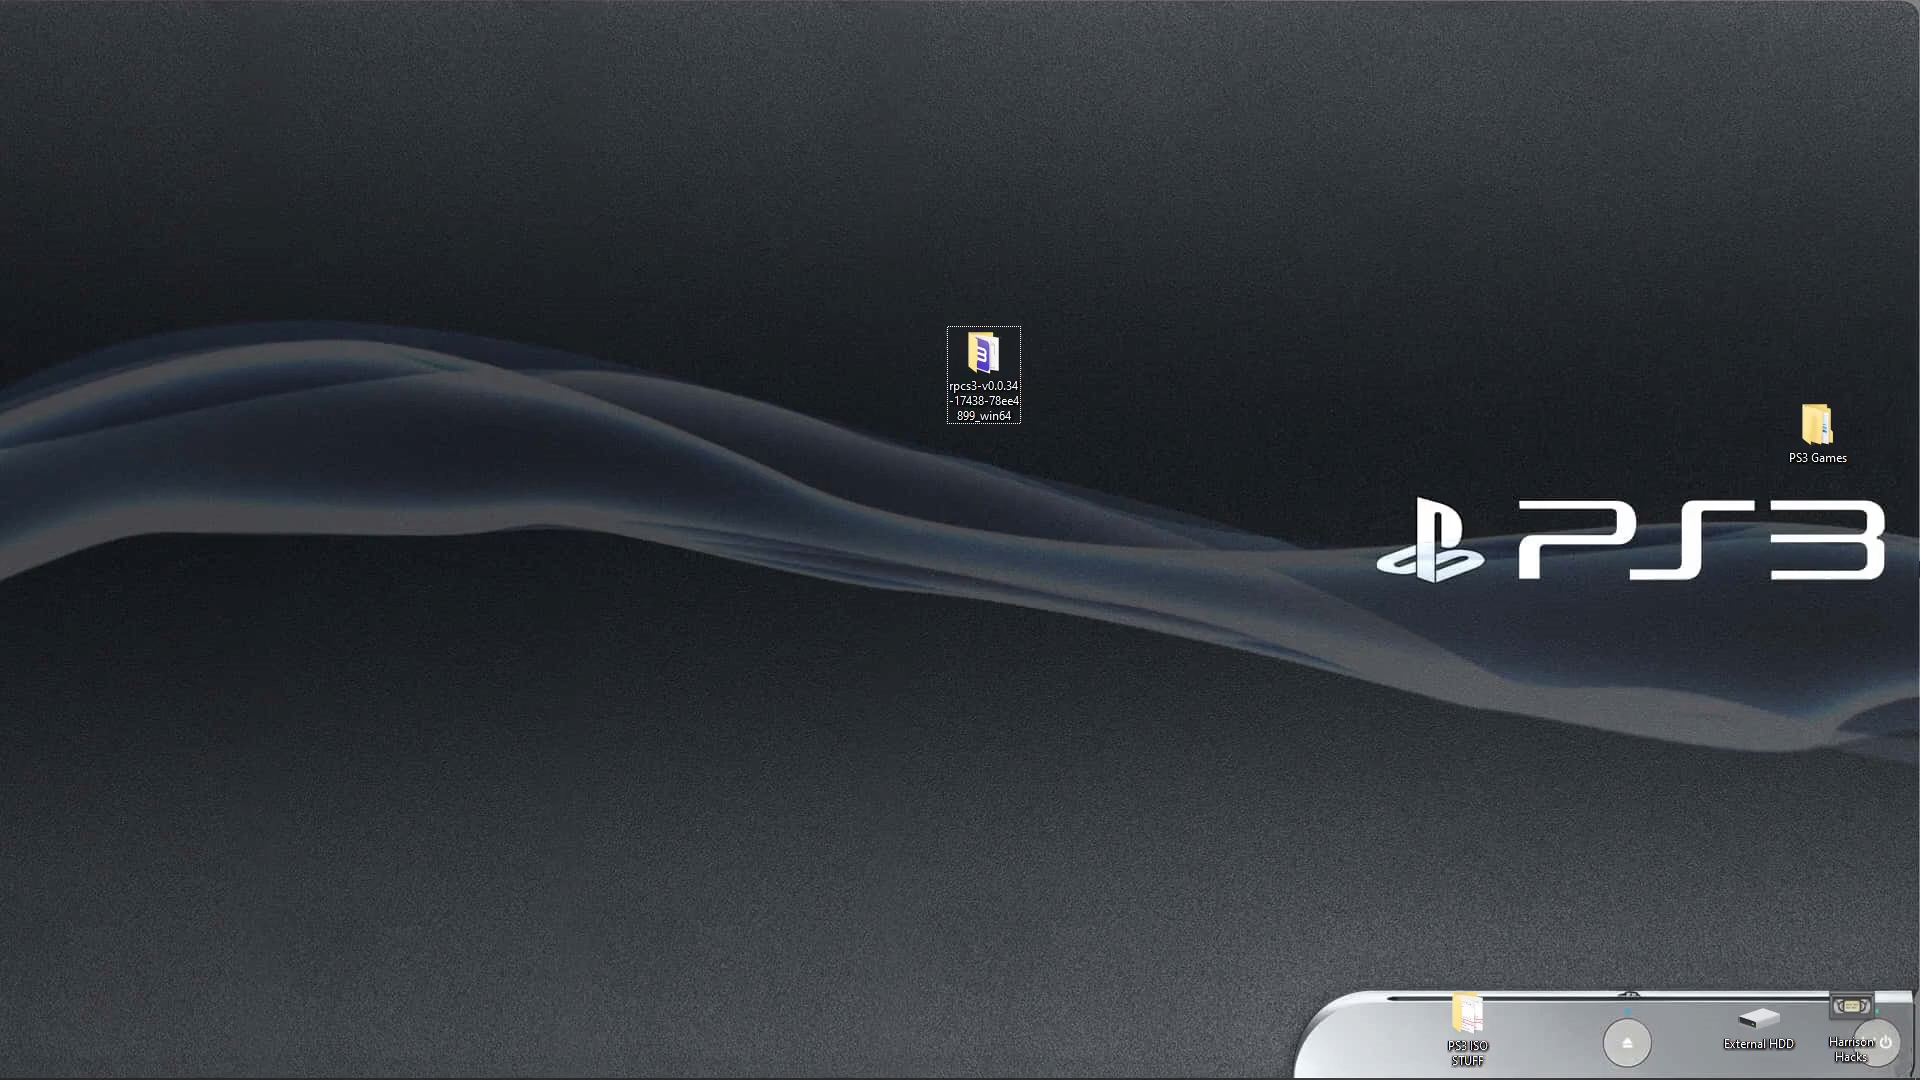 rpcs3-v0.0.34
-17438-78ee4
899_win64
PS3 Games
PS3
PS3 ISO
STUFF
External HDD
Harrison
Hacks